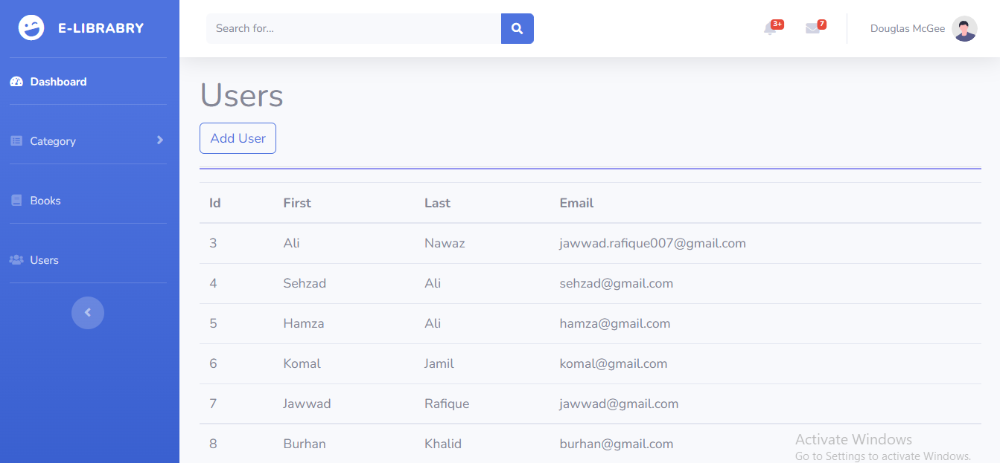 E-LIBRABRY
Search for...
3+
7
Douglas McGee
Dashboard
Category
Books
Users
Users
Add User
Id First Last Email
3 Ali Nawaz jawwad.rafique007@gmail.com
4 Sehzad Ali sehzad@gmail.com
5 Hamza Ali hamza@gmail.com
6 Komal Jamil komal@gmail.com
7 Jawwad Rafique jawwad@gmail.com
8 Burhan Khalid burhan@gmail.com
Activate Windows
Go to Settings to activate Windows.